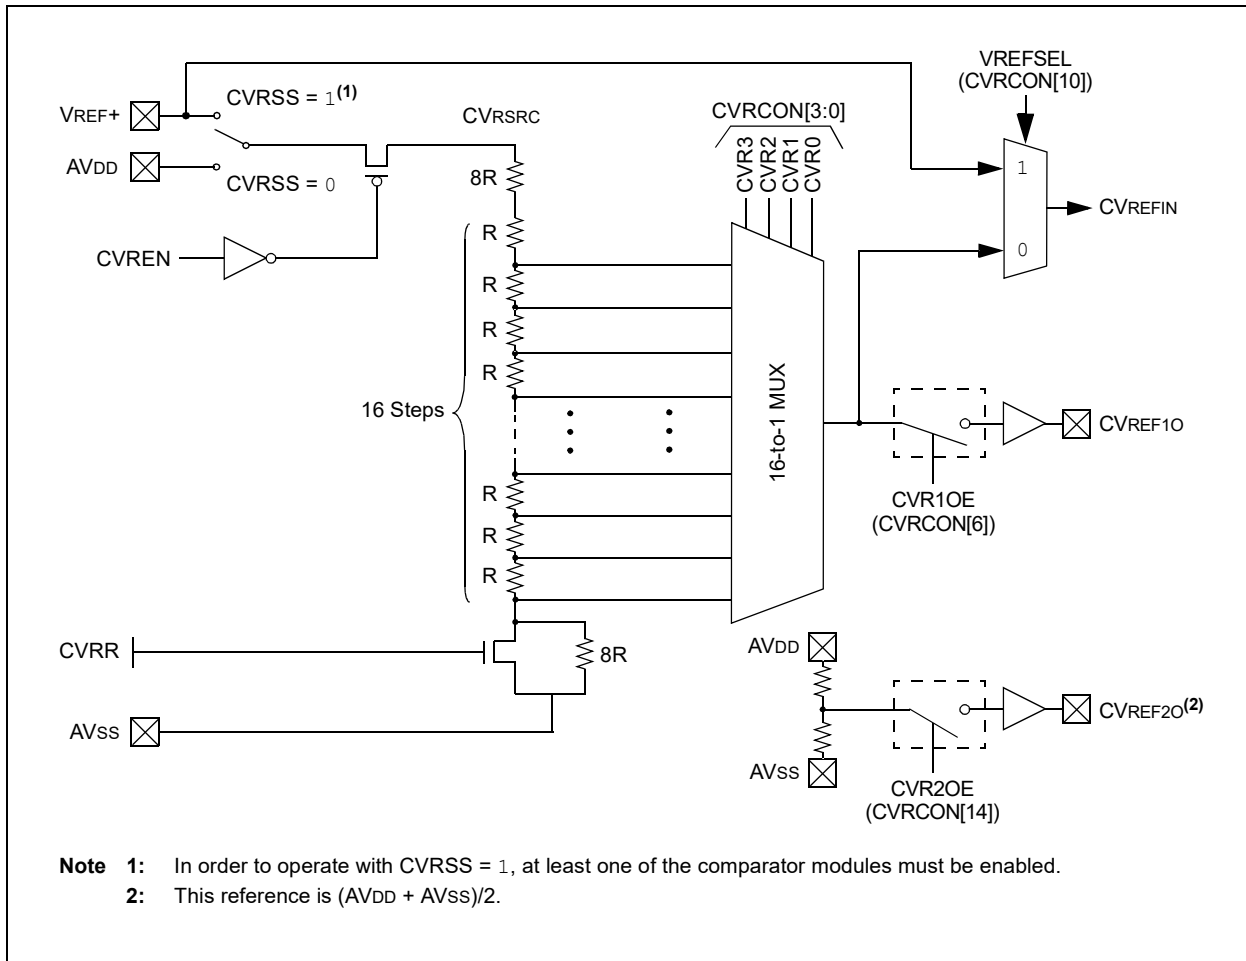 VREFSEL
(CVRCON[10])
VREF+
CVRSS = 1(1)
CVRSRC
CVRCON[3:0]
CVR3
CVR2
CVR1
CVR0
AVDD
CVRSS = 0
8R
1
CVREFIN
CVREN
R
0
R
R
R
16 Steps
16-to-1 MUX
CVREF1O
R
CVR1OE
(CVRCON[6])
R
R
CVRR
8R
AVDD
AVSS
CVREF2O(2)
AVSS
CVR2OE
(CVRCON[14])
Note 1: In order to operate with CVRSS = 1, at least one of the comparator modules must be enabled.
2: This reference is (AVDD + AVSS)/2.